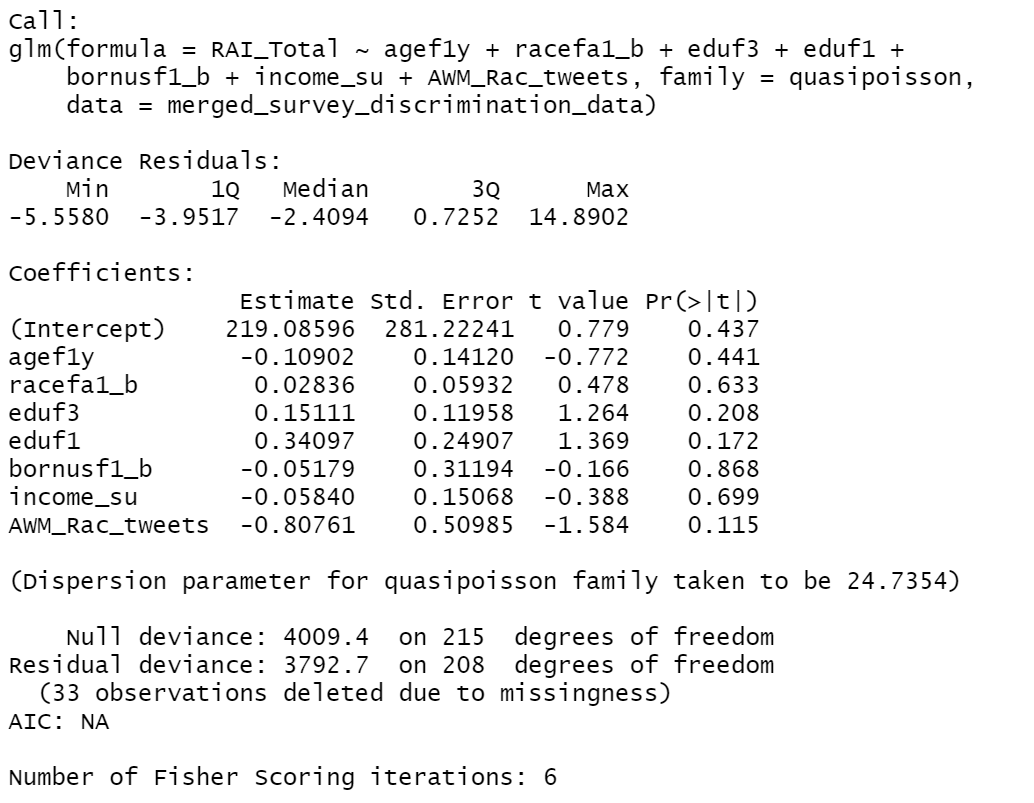 Call:
glm(formula = RAI_Total ~ agef1y + racefa1_b + eduf3 + eduf1 +
    bornusf1_b + income_su + AWM_Rac_tweets, family = quasipoisson,
    data = merged_survey_discrimination_data)

Deviance Residuals:
    Min       1Q   Median       3Q      Max
-5.5580  -3.9517  -2.4094   0.7252  14.8902

Coefficients:
                Estimate Std. Error t value Pr(>|t|)
(Intercept)    219.08596  281.22241   0.779    0.437
agef1y          -0.10902    0.14120  -0.772    0.441
racefa1_b        0.02836    0.05932   0.478    0.633
eduf3            0.15111    0.11958   1.264    0.208
eduf1            0.34097    0.24907   1.369    0.172
bornusf1_b      -0.05179    0.31194  -0.166    0.868
income_su       -0.05840    0.15068  -0.388    0.699
AWM_Rac_tweets  -0.80761    0.50985  -1.584    0.115

(Dispersion parameter for quasipoisson family taken to be 24.7354)

    Null deviance: 4009.4  on 215  degrees of freedom
Residual deviance: 3792.7  on 208  degrees of freedom
  (33 observations deleted due to missingness)
AIC: NA

Number of Fisher Scoring iterations: 6